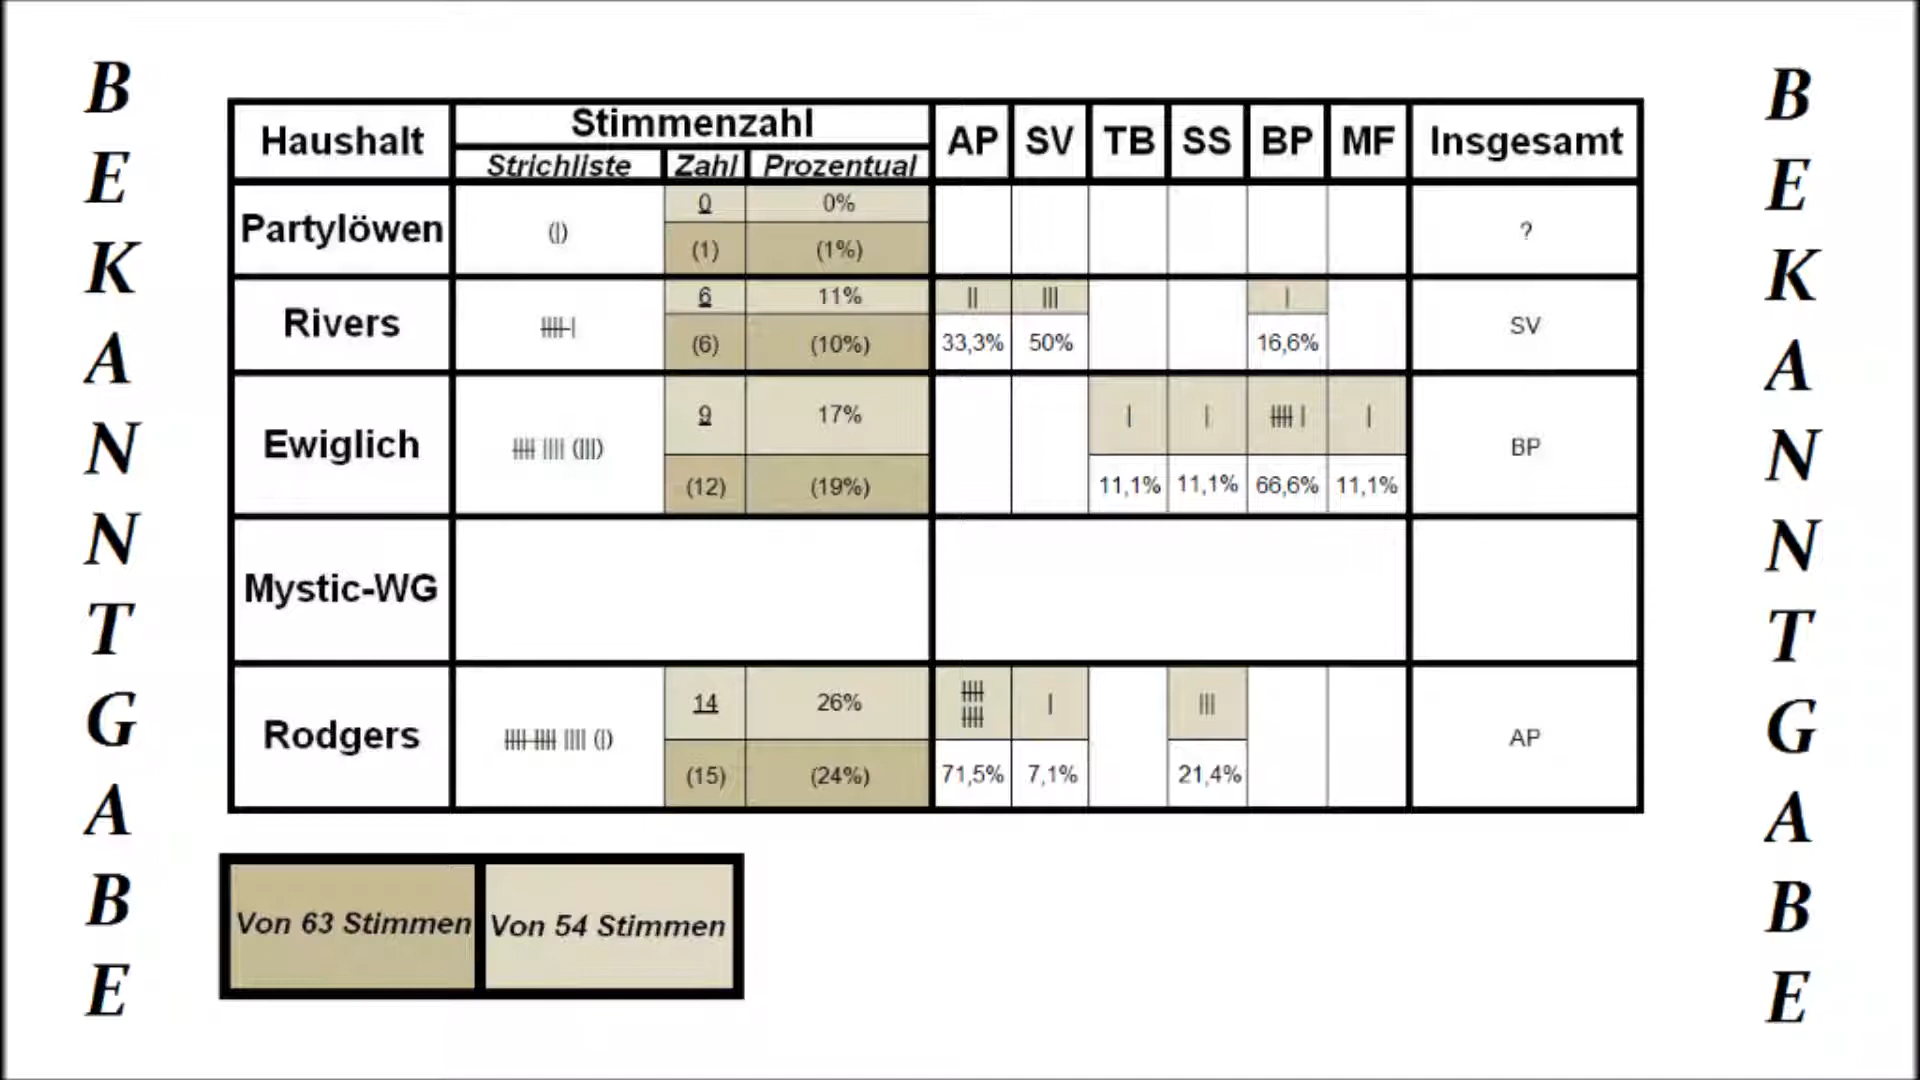 BEKANNTGABE
Haushalt Stimmenzahl AP SV TB SS BP MF Insgesamt
Strichliste Zahl Prozentual
Partylöwen (|) 0 0% ?
(1) (1%)
Rivers 6 11% || ||| | SV
(6) (10%) 33,3% 50% 16,6%
Ewiglich 9 17% | | | BP
(12) (19%) 11,1% 11,1% 66,6% 11,1%
Mystic-WG
Rodgers 14 26% | ||| AP
(15) (24%) 71,5% 7,1% 21,4%
Von 63 Stimmen Von 54 Stimmen
BEKANNTGABE